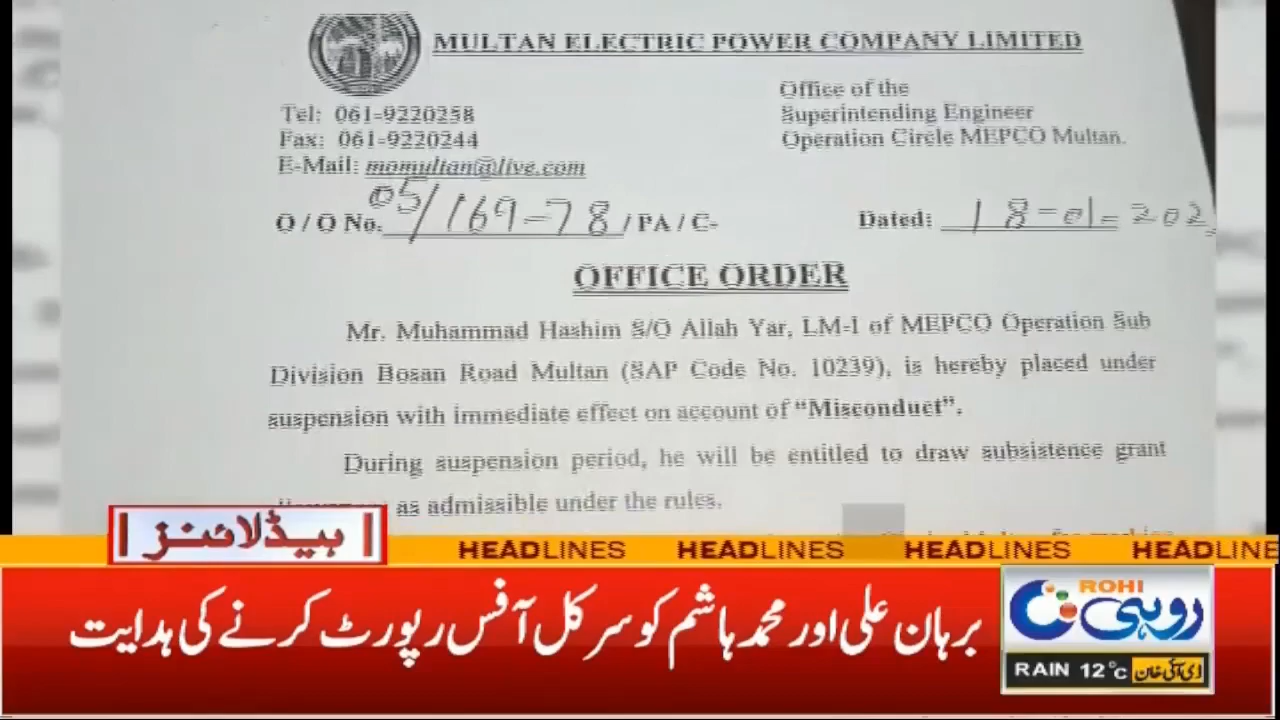 MULTAN ELECTRIC POWER COMPANY LIMITED
Tel: 061-9220258
Fax: 061-9220244
E-Mail: momultan@live.com
Office of the
Superintending Engineer
Operation Circle MEPCO Multan.
O / O No. 05/169-78 / PA / C-
Dated: 18-01-202
OFFICE ORDER
Mr. Muhammad Hashim S/O Allah Yar, LM-I of MEPCO Operation Sub
Division Bosan Road Multan (SAP Code No. 10239), is hereby placed under
suspension with immediate effect on account of “Misconduct”.
During suspension period, he will be entitled to draw subsistence grant
as admissible under the rules.
ہیڈلائنز
HEADLINES HEADLINES HEADLINES HEADLINE
برہان علی اور محمد ہاشم کو سرکل آفس رپورٹ کرنے کی ہدایت
ROHI
روہی
RAIN 12°c ڈی آئی خان